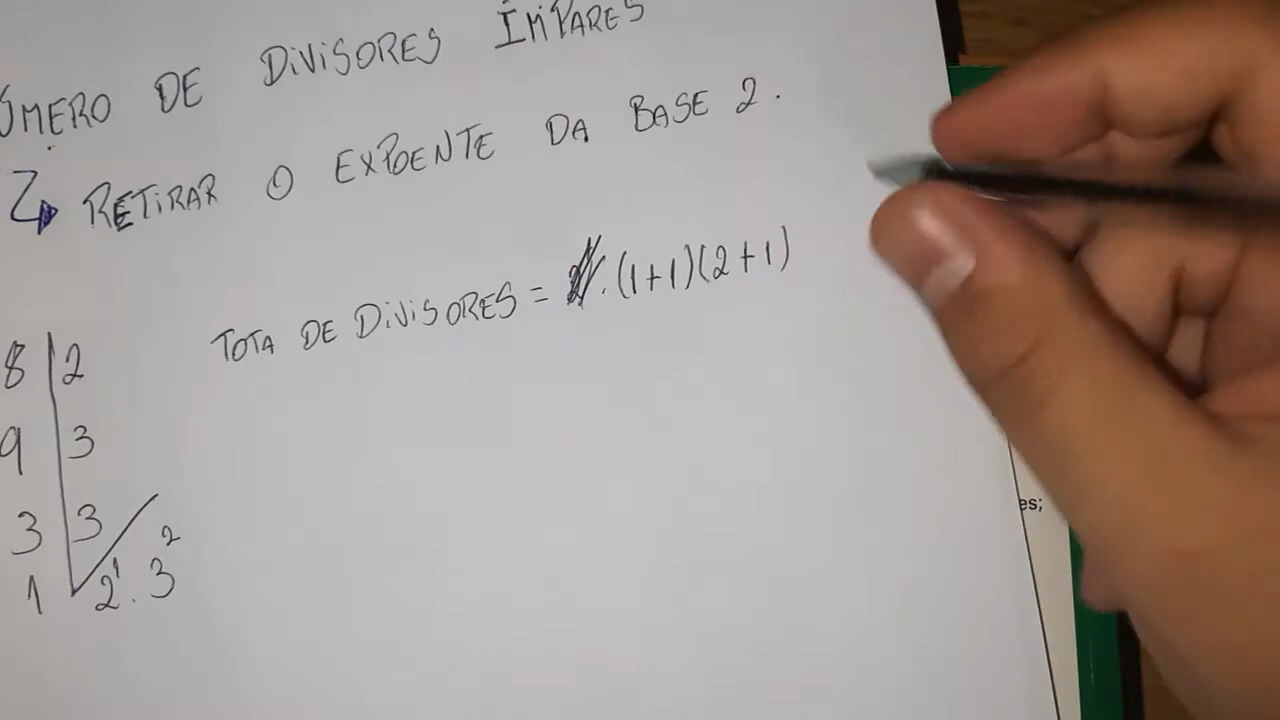 ÚMERO DE DIVISORES ÍMPARES
RETIRAR O EXPOENTE DA BASE 2.
TOTA DE DIVISORES = . (1+1)(2+1)
8 | 2
9 | 3
3 | 3
1 2¹ . 3²
es;